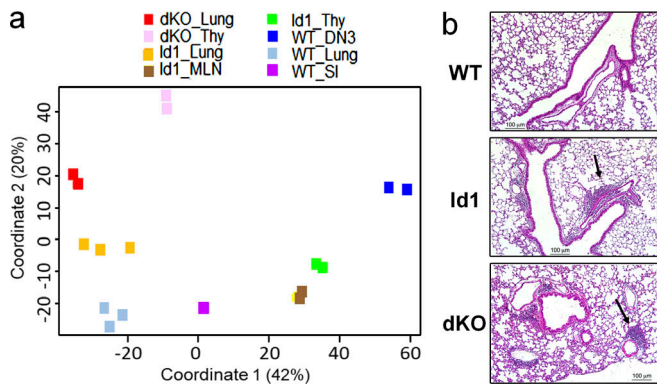 a
dKO_Lung
dKO_Thy
Id1_Lung
Id1_MLN
Id1_Thy
WT_DN3
WT_Lung
WT_SI
Coordinate 2 (20%)
40
20
10
0
-10
-20
-20
0
20
40
60
Coordinate 1 (42%)
b
WT
100 µm
Id1
100 µm
dKO
100 µm